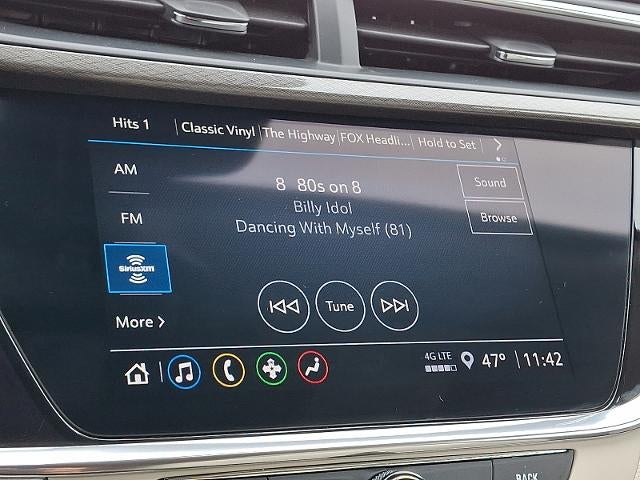 Hits 1
Classic Vinyl
The Highway
FOX Headli...
Hold to Set
AM
8 80s on 8
Sound
Billy Idol
FM
Dancing With Myself (81)
Browse
SiriusXM
More
Tune
4G LTE
47°
11:42
BACK